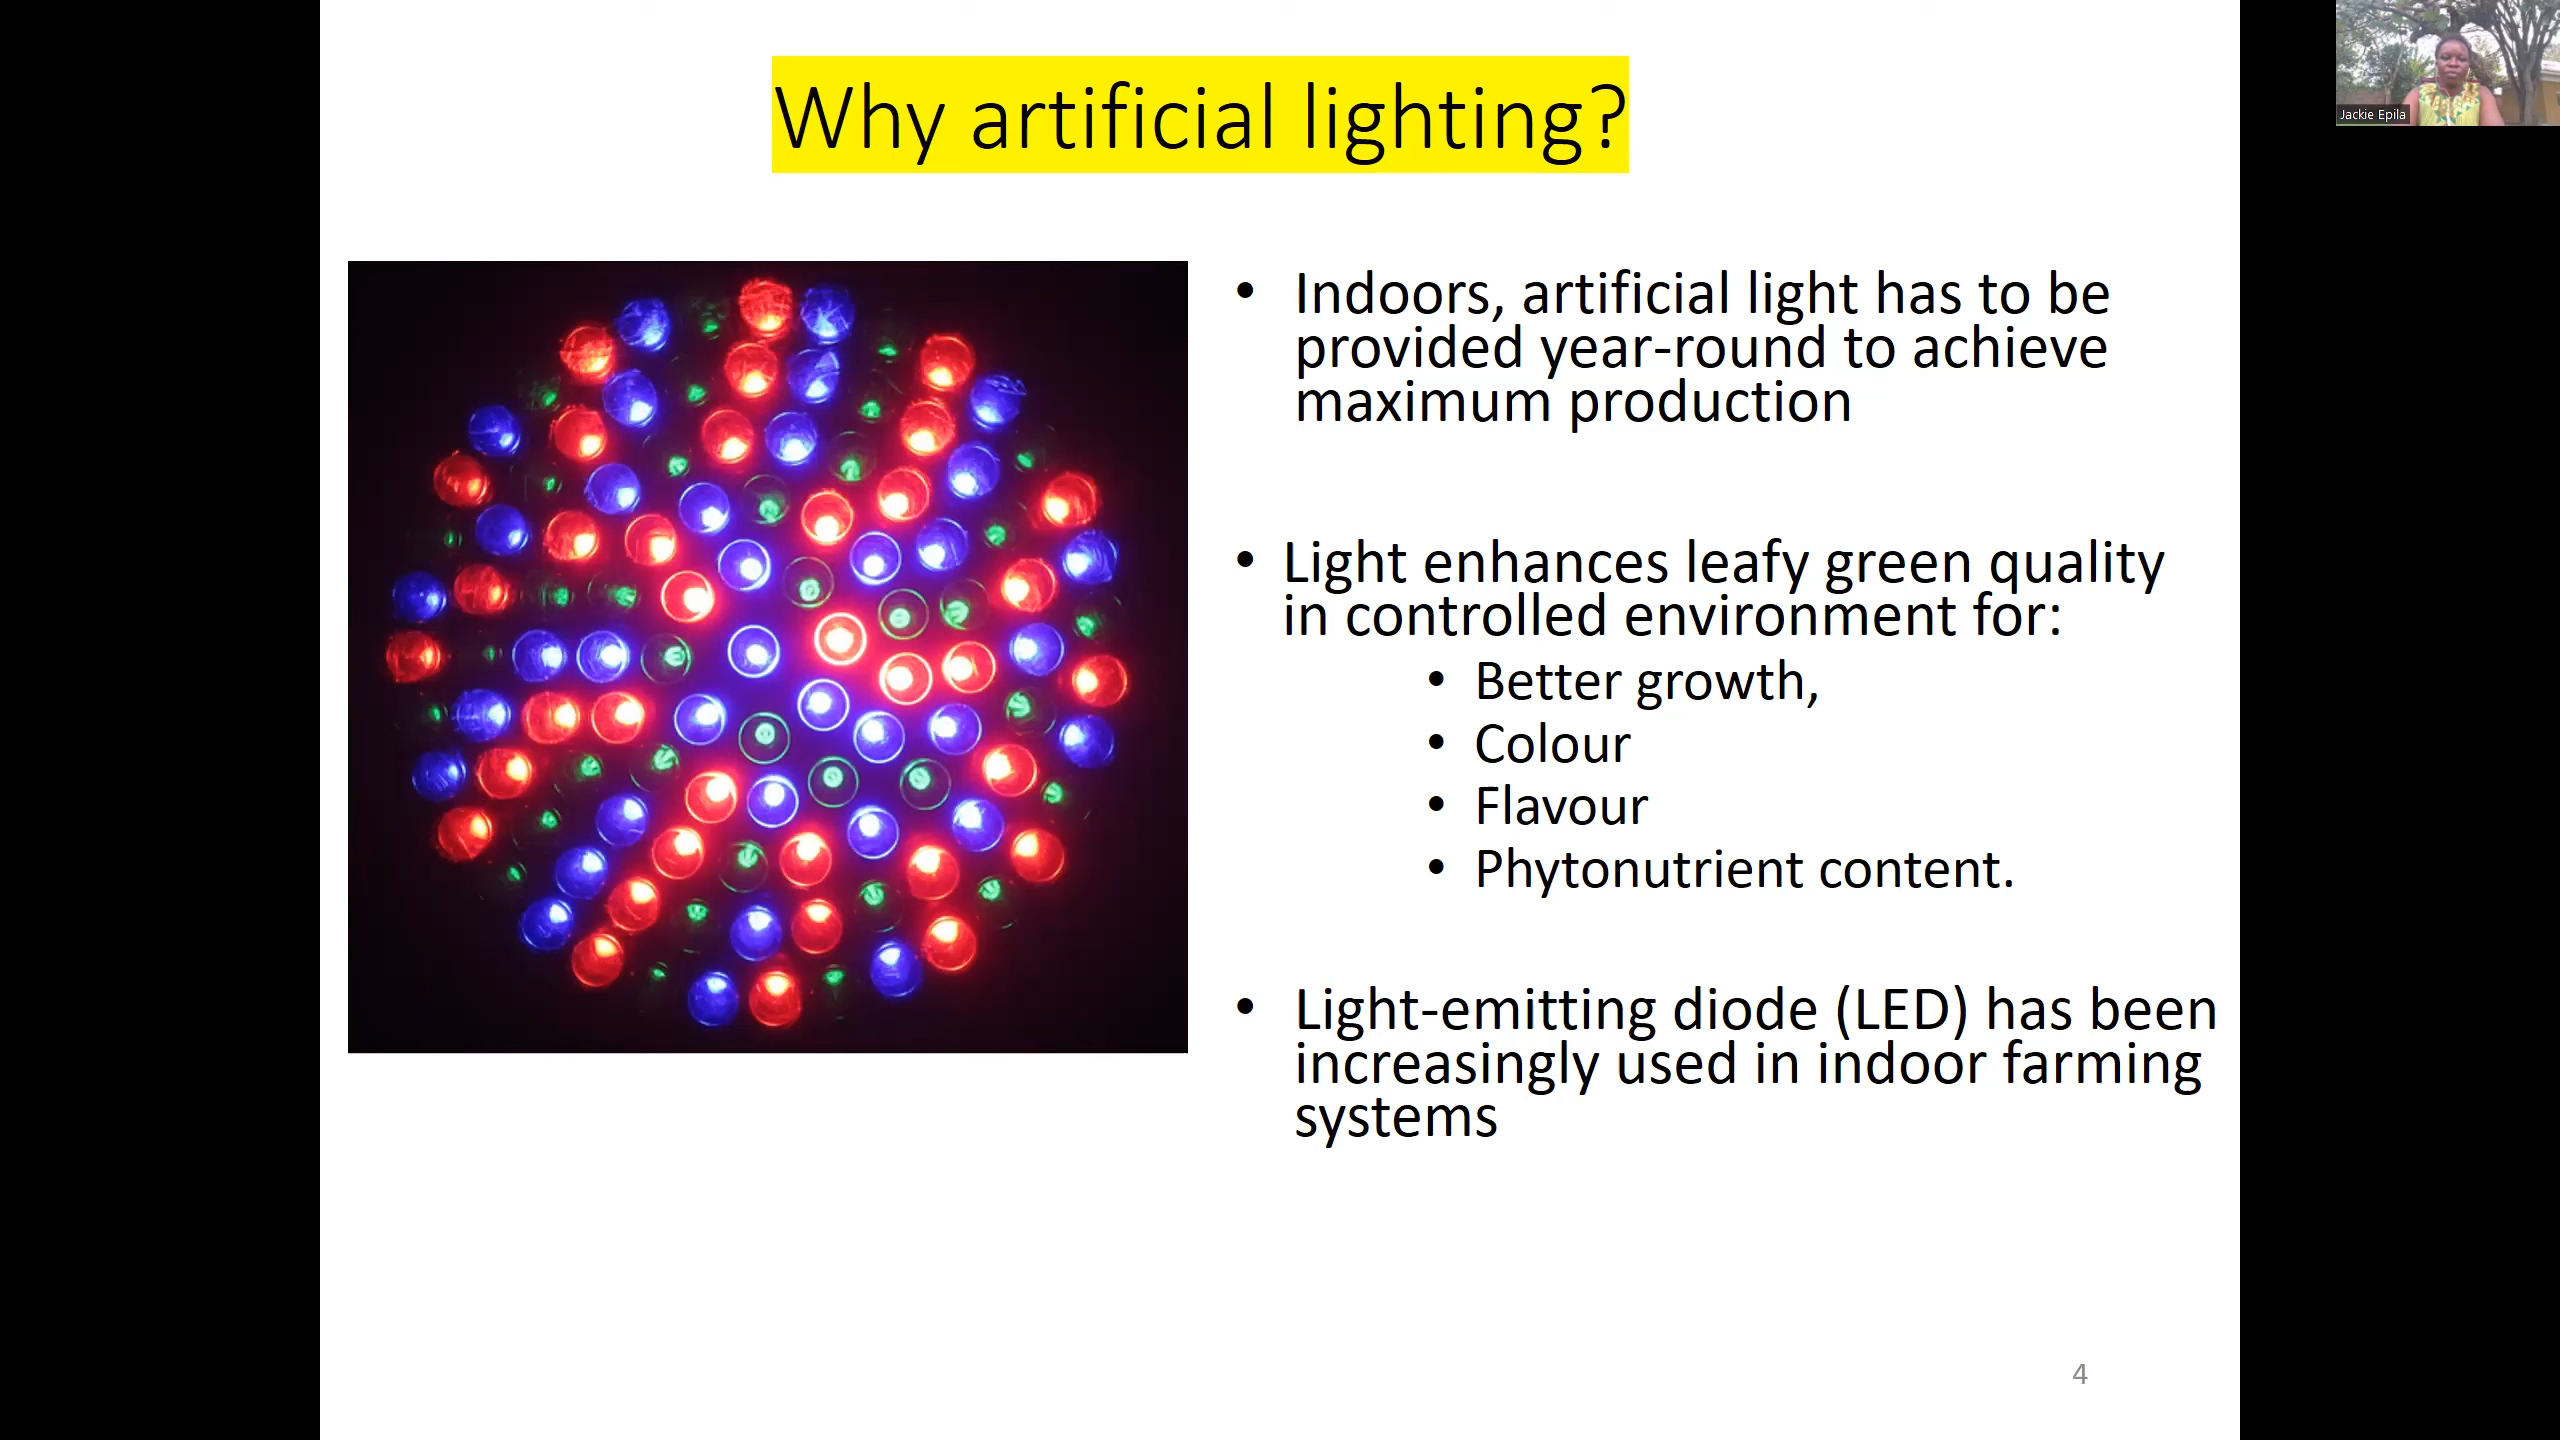 Why artificial lighting?
Jackie Epila
• Indoors, artificial light has to be
provided year-round to achieve
maximum production
• Light enhances leafy green quality
in controlled environment for:
• Better growth,
• Colour
• Flavour
• Phytonutrient content.
• Light-emitting diode (LED) has been
increasingly used in indoor farming
systems
4